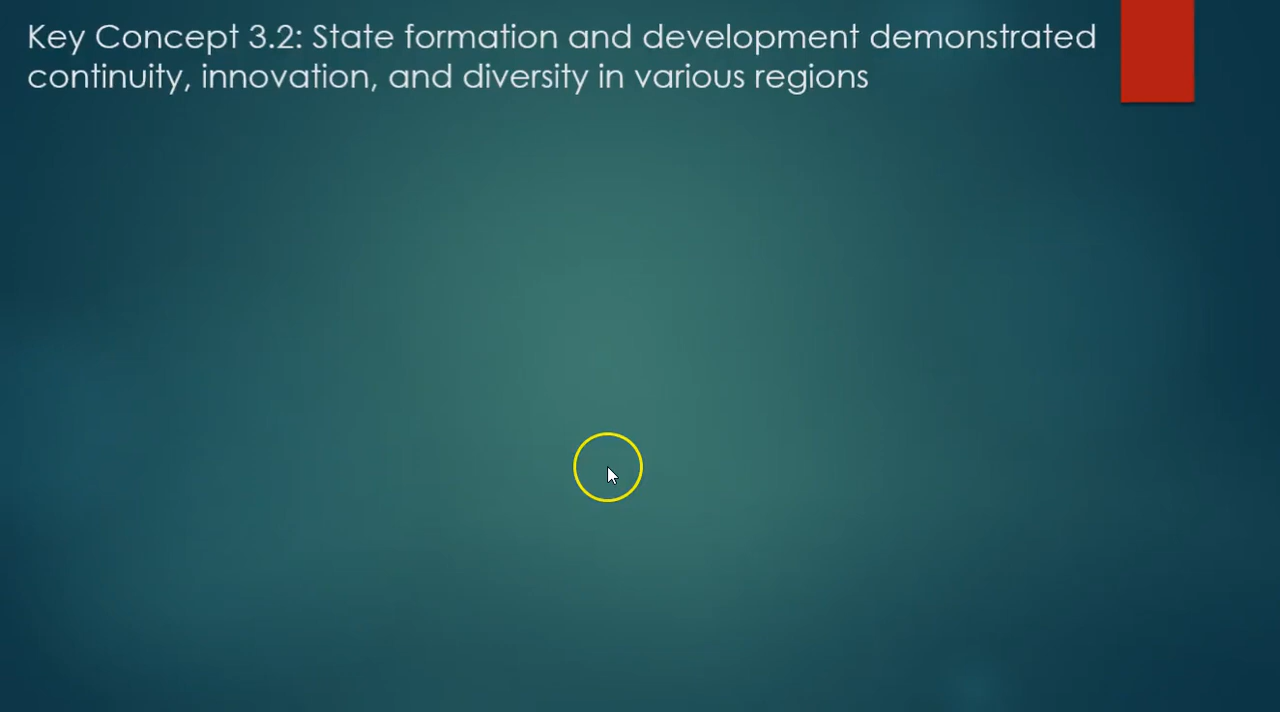 Key Concept 3.2: State formation and development demonstrated
continuity, innovation, and diversity in various regions